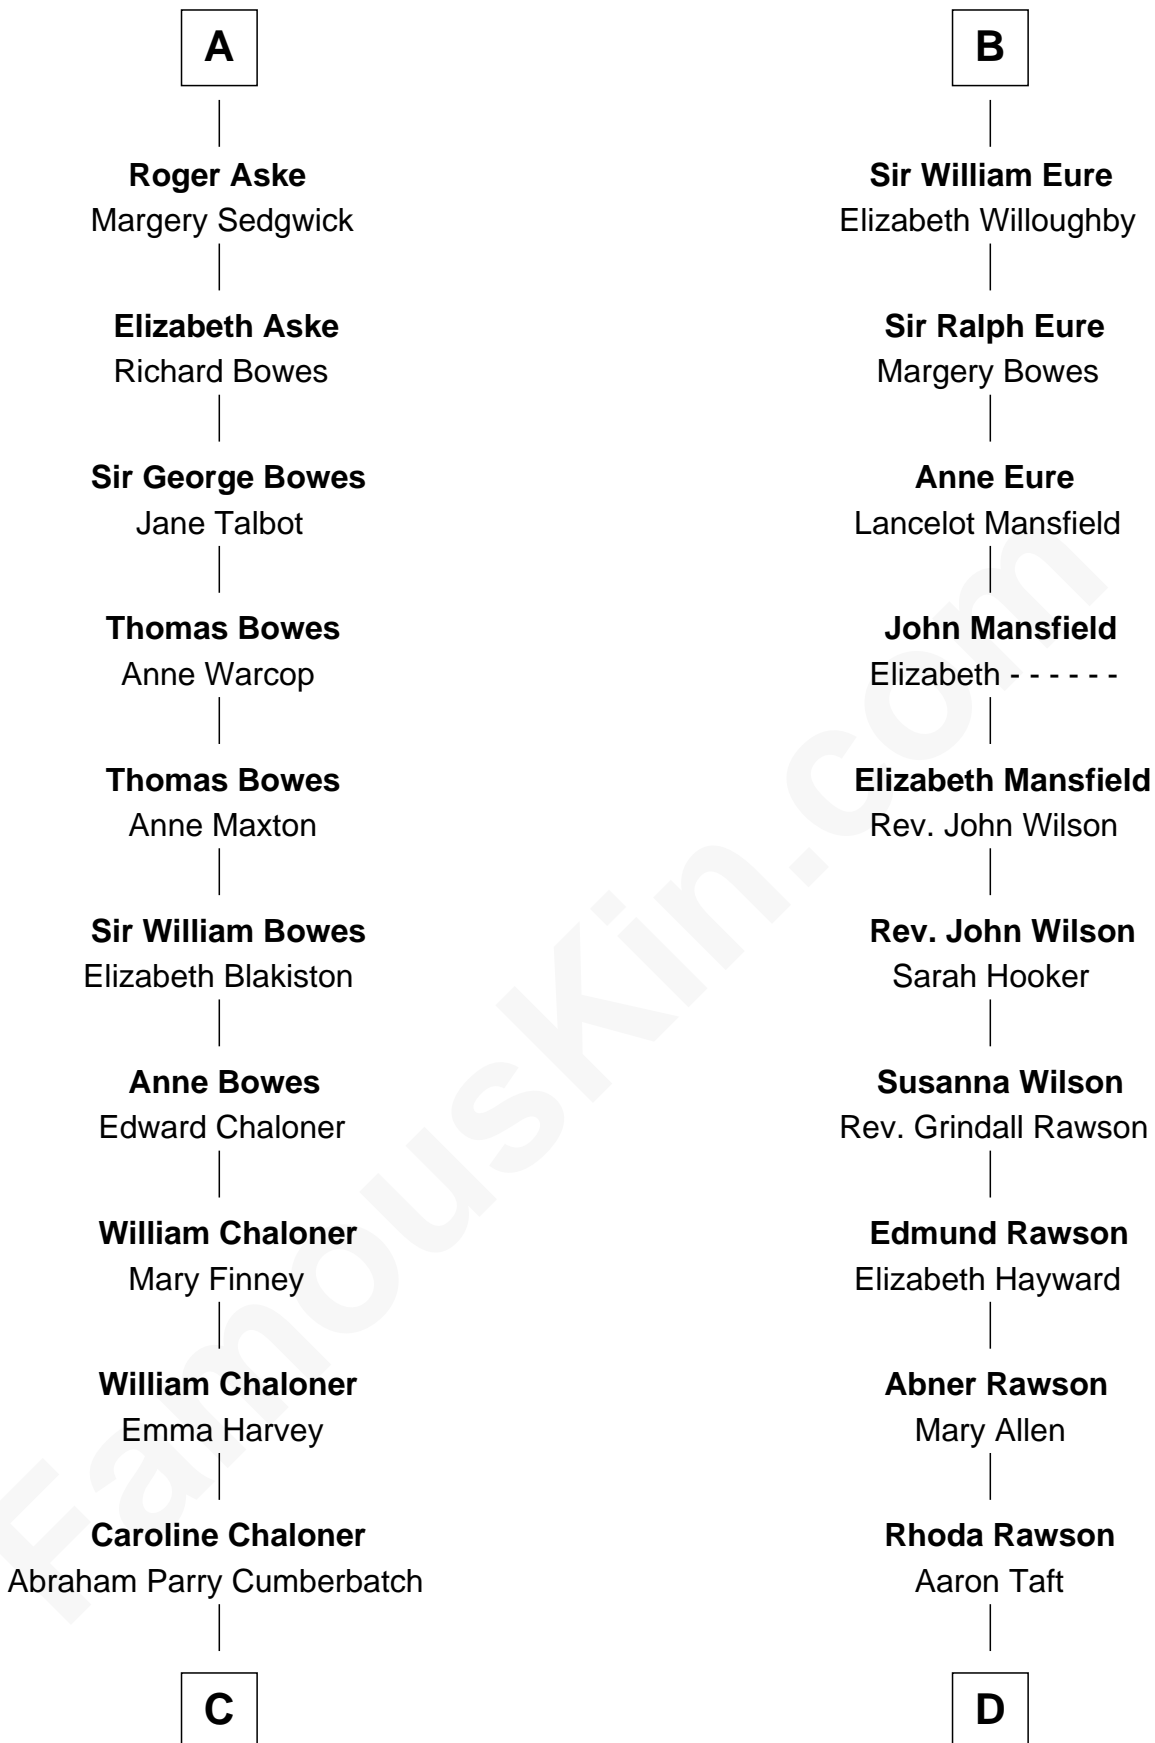 A
Roger Aske
Margery Sedgwick
Elizabeth Aske
Richard Bowes
Sir George Bowes
Jane Talbot
Thomas Bowes
Anne Warcop
Thomas Bowes
Anne Maxton
Sir William Bowes
Elizabeth Blakiston
Anne Bowes
Edward Chaloner
William Chaloner
Mary Finney
William Chaloner
Emma Harvey
Caroline Chaloner
Abraham Parry Cumberbatch
C
B
Sir William Eure
Elizabeth Willoughby
Sir Ralph Eure
Margery Bowes
Anne Eure
Lancelot Mansfield
John Mansfield
Elizabeth - - - - - -
Elizabeth Mansfield
Rev. John Wilson
Rev. John Wilson
Sarah Hooker
Susanna Wilson
Rev. Grindall Rawson
Edmund Rawson
Elizabeth Hayward
Abner Rawson
Mary Allen
Rhoda Rawson
Aaron Taft
D
FamousKin.com